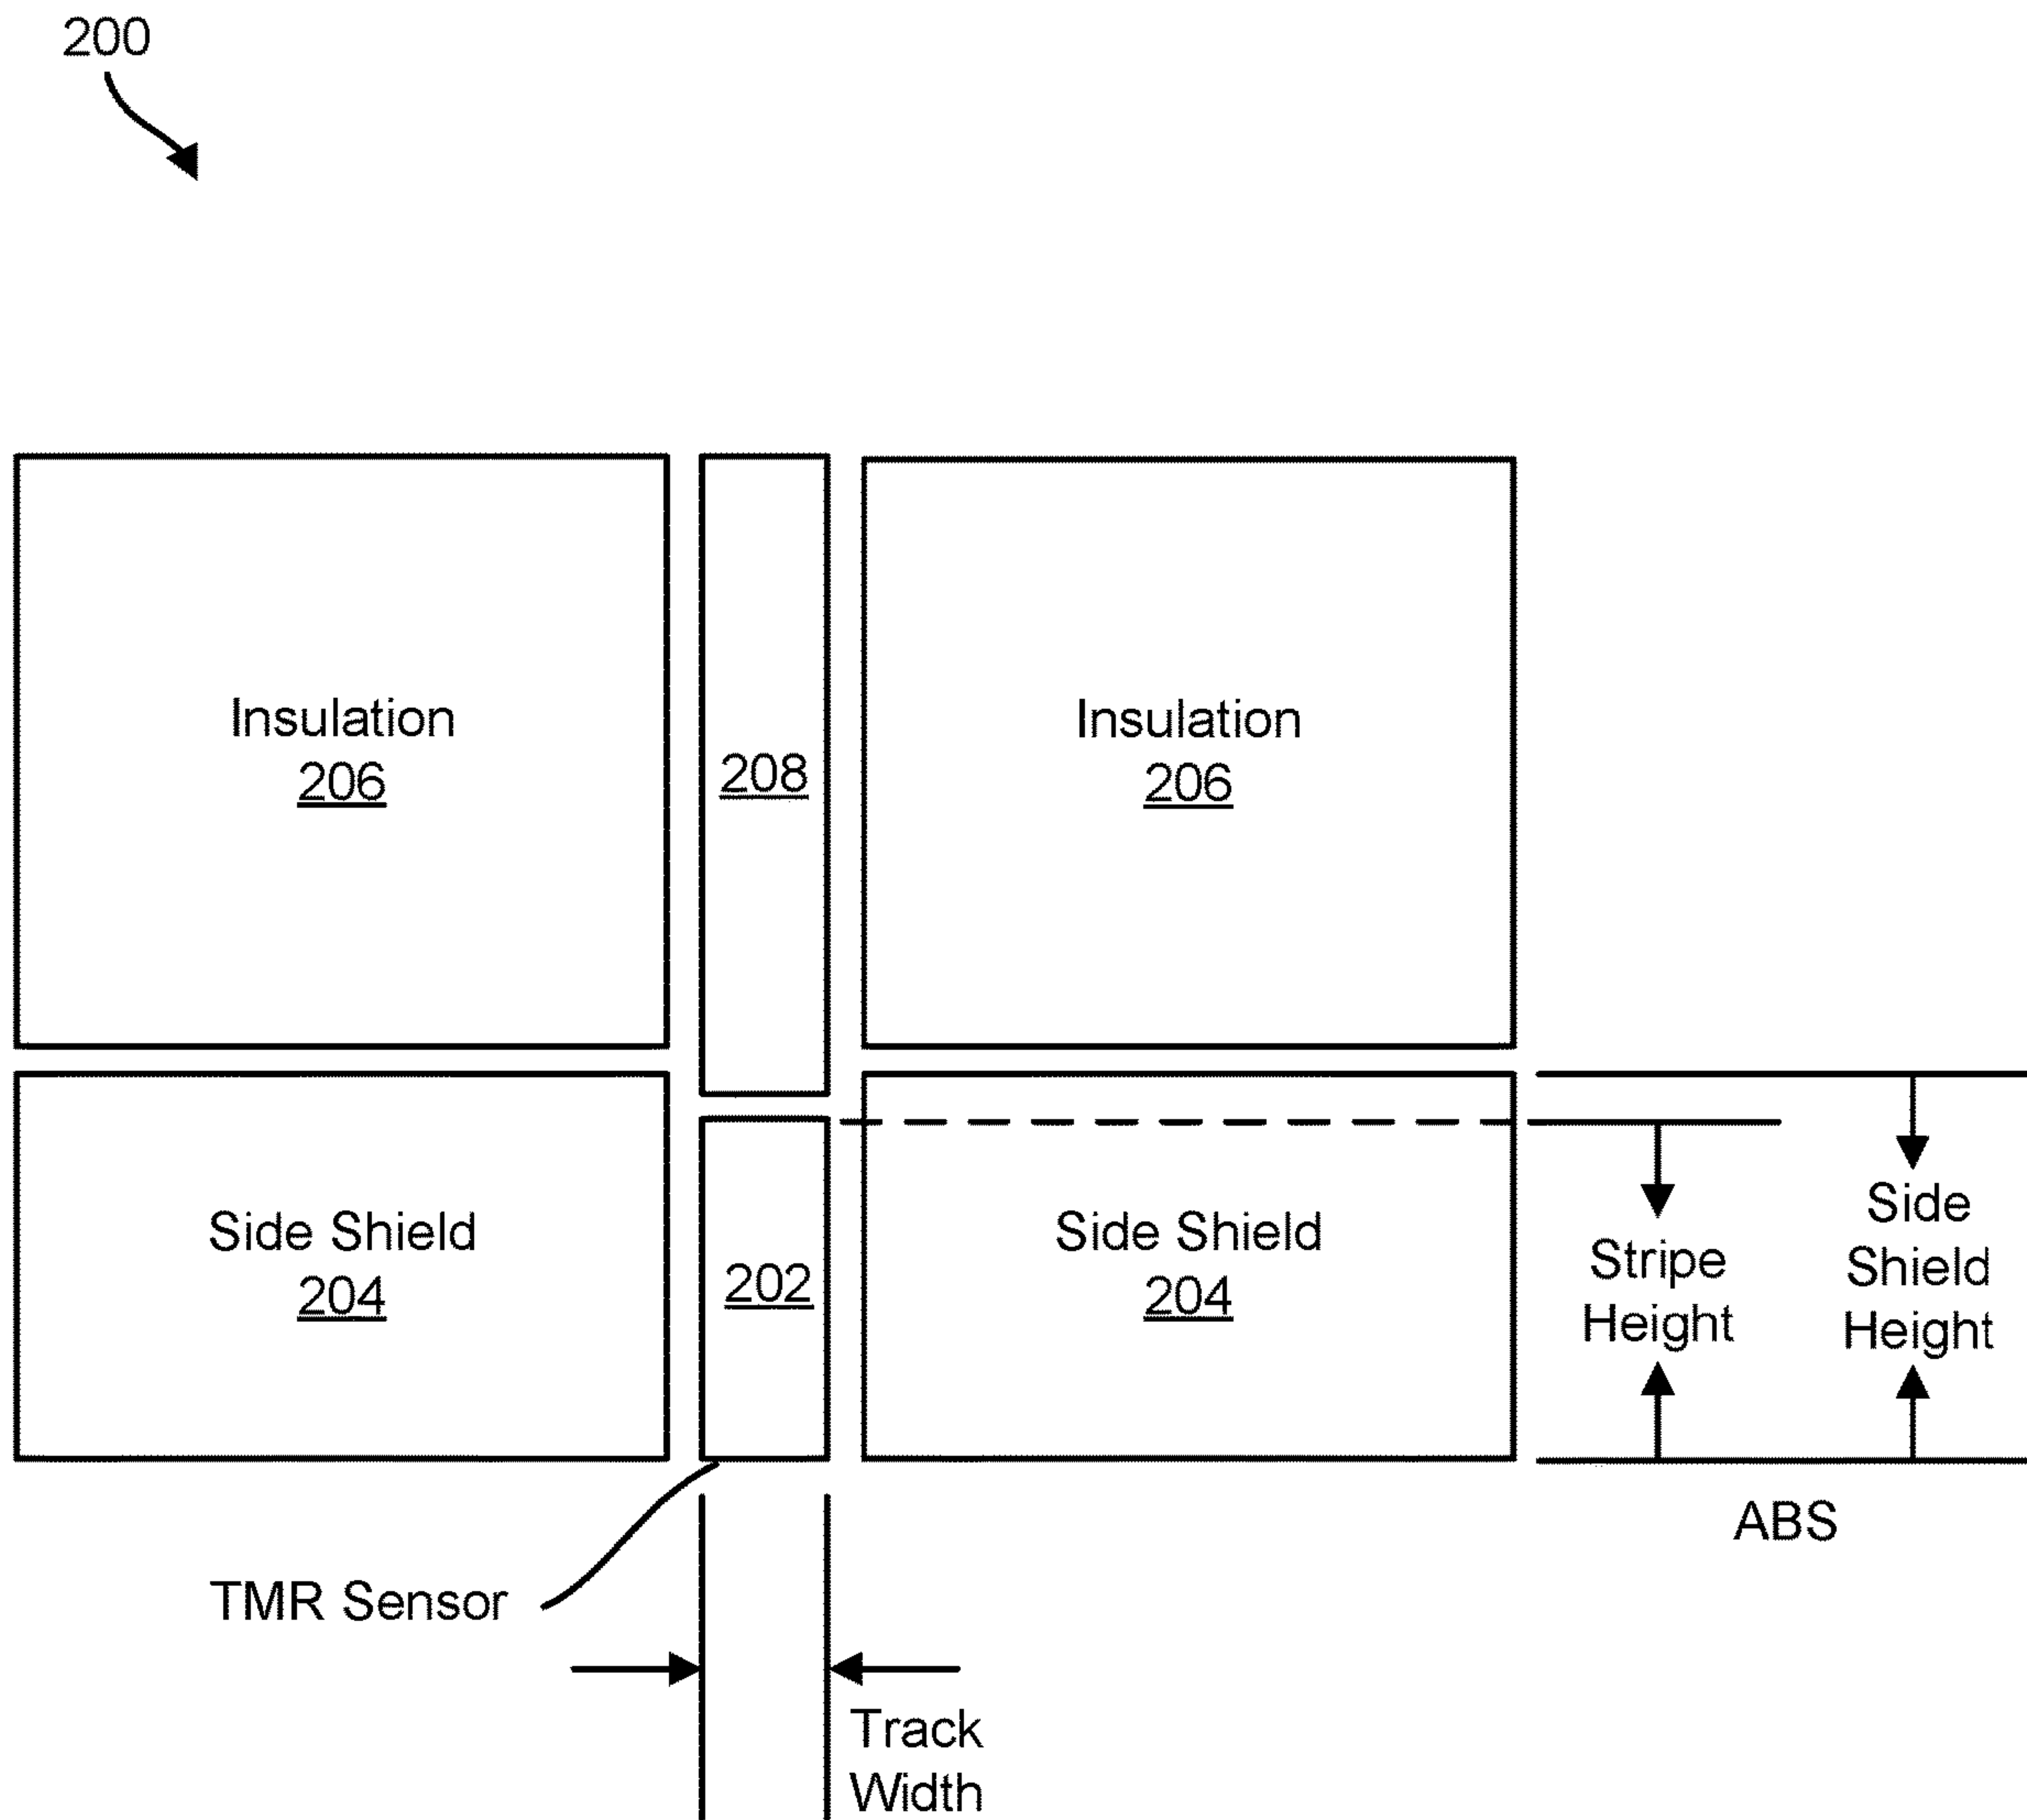 200
Insulation
206
208
Insulation
206
Side Shield
204
202
Side Shield
204
Stripe
Height
Side
Shield
Height
ABS
TMR Sensor
Track
Width